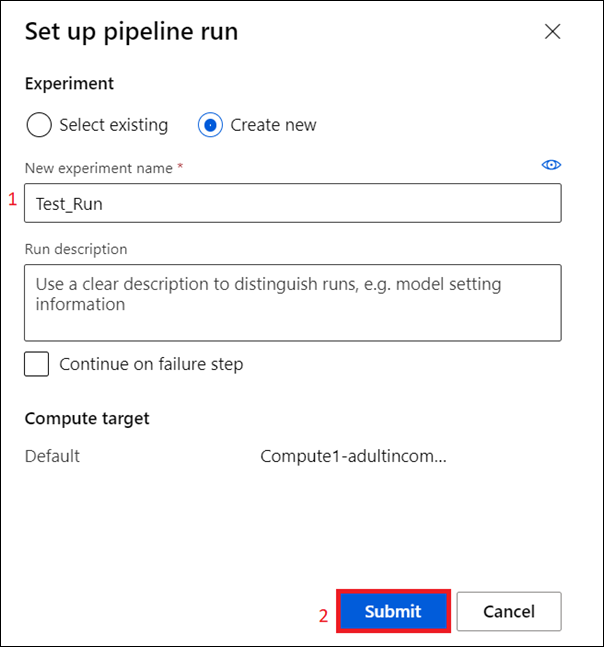 Set up pipeline run
Experiment
Select existing
Create new
New experiment name *
1
Test_Run
Run description
Use a clear description to distinguish runs, e.g. model setting
information
Continue on failure step
Compute target
Default
Compute1-adultincom...
2
Submit
Cancel